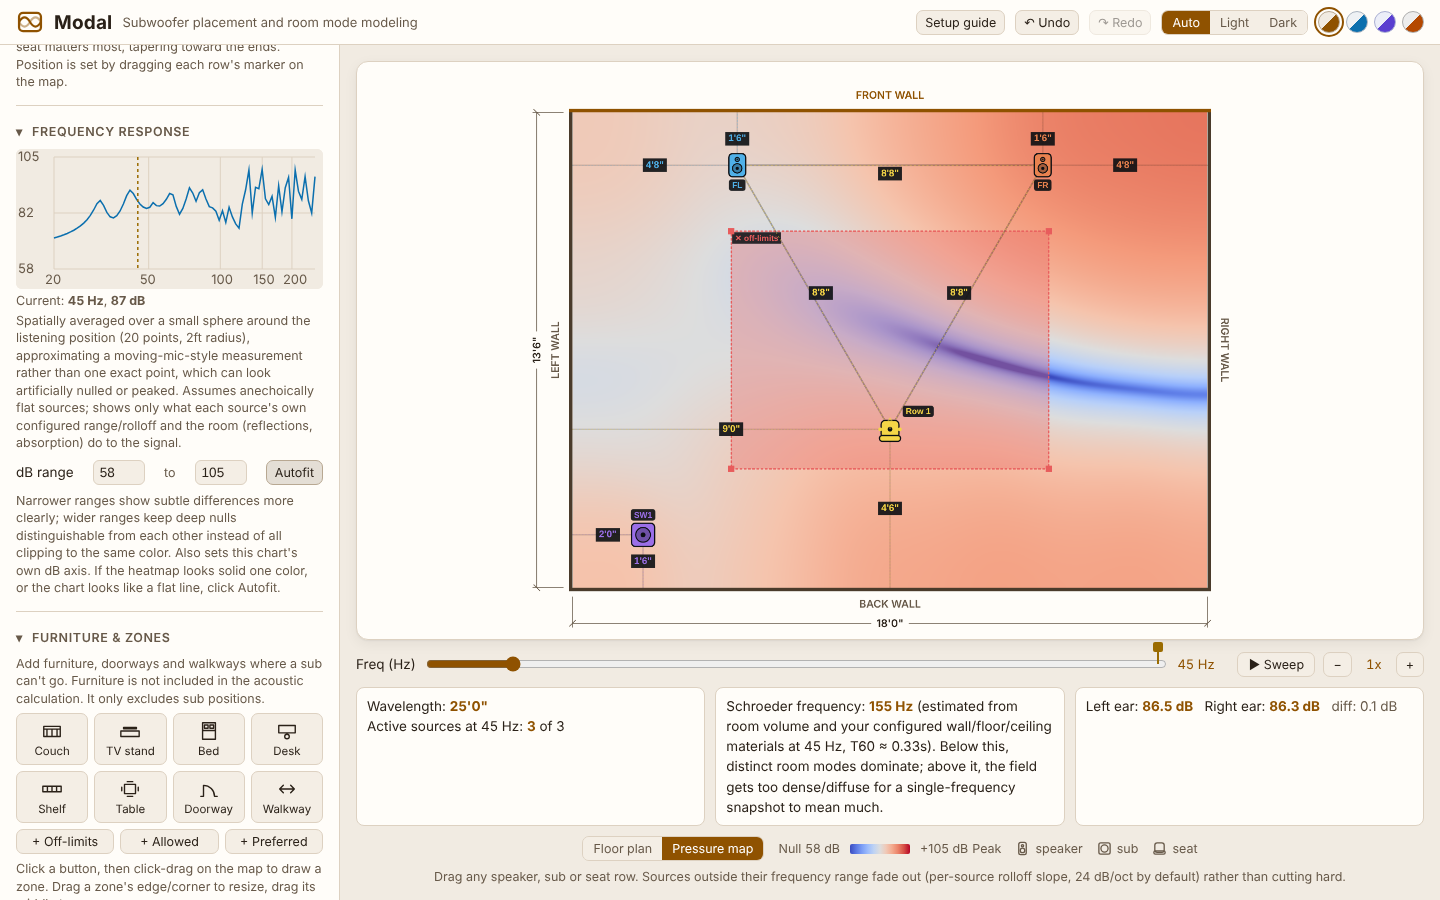 Modal
Subwoofer placement and room mode modeling
Setup guide
↶ Undo
↷ Redo
Auto
Light
Dark
seat matters most, tapering toward the ends.
Position is set by dragging each row's marker on
the map.
▾ FREQUENCY RESPONSE
105
82
58
20
50
100
150
200
Current: 45 Hz, 87 dB
Spatially averaged over a small sphere around the
listening position (20 points, 2ft radius),
approximating a moving-mic-style measurement
rather than one exact point, which can look
artificially nulled or peaked. Assumes anechoically
flat sources; shows only what each source's own
configured range/rolloff and the room (reflections,
absorption) do to the signal.
dB range
58
to
105
Autofit
Narrower ranges show subtle differences more
clearly; wider ranges keep deep nulls
distinguishable from each other instead of all
clipping to the same color. Also sets this chart's
own dB axis. If the heatmap looks solid one color,
or the chart looks like a flat line, click Autofit.
▾ FURNITURE & ZONES
Add furniture, doorways and walkways where a sub
can't go. Furniture is not included in the acoustic
calculation. It only excludes sub positions.
Couch
TV stand
Bed
Desk
Shelf
Table
Doorway
Walkway
+ Off-limits
+ Allowed
+ Preferred
Click a button, then click-drag on the map to draw a
zone. Drag a zone's edge/corner to resize, drag its
FRONT WALL
1'6"
1'6"
4'8"
8'8"
4'8"
FL
FR
✕ off-limits
8'8"
8'8"
13'6"
LEFT WALL
RIGHT WALL
Row 1
9'0"
4'6"
SW1
2'0"
1'6"
BACK WALL
18'0"
Freq (Hz)
45 Hz
▶ Sweep
−
1x
+
Wavelength: 25'0"
Active sources at 45 Hz: 3 of 3
Schroeder frequency: 155 Hz (estimated from
room volume and your configured wall/floor/ceiling
materials at 45 Hz, T60 ≈ 0.33s). Below this,
distinct room modes dominate; above it, the field
gets too dense/diffuse for a single-frequency
snapshot to mean much.
Left ear: 86.5 dB Right ear: 86.3 dB diff: 0.1 dB
Floor plan
Pressure map
Null 58 dB
+105 dB Peak
speaker
sub
seat
Drag any speaker, sub or seat row. Sources outside their frequency range fade out (per-source rolloff slope, 24 dB/oct by default) rather than cutting hard.